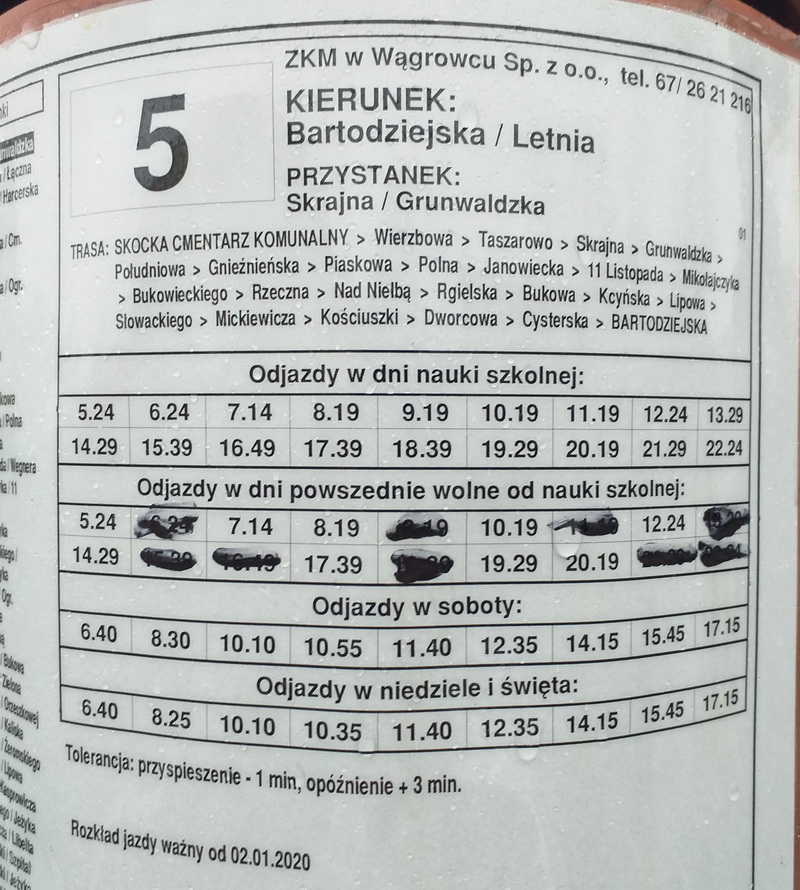 ZKM w Wągrowcu Sp. z o.o., tel. 67/ 26 21 216
5
KIERUNEK:
Bartodziejska / Letnia
PRZYSTANEK:
Skrajna / Grunwaldzka
01
TRASA: SKOCKA CMENTARZ KOMUNALNY > Wierzbowa > Taszarowo > Skrajna > Grunwaldzka >
Południowa > Gnieźnieńska > Piaskowa > Polna > Janowiecka > 11 Listopada > Mikołajczyka
> Bukowieckiego > Rzeczna > Nad Nielbą > Rgielska > Bukowa > Kcyńska > Lipowa >
Slowackiego > Mickiewicza > Kościuszki > Dworcowa > Cysterska > BARTODZIEJSKA
Odjazdy w dni nauki szkolnej:
5.24 6.24 7.14 8.19 9.19 10.19 11.19 12.24 13.29
14.29 15.39 16.49 17.39 18.39 19.29 20.19 21.29 22.24
Odjazdy w dni powszednie wolne od nauki szkolnej:
5.24 7.14 8.19 10.19 12.24
14.29 17.39 19.29 20.19
Odjazdy w soboty:
6.40 8.30 10.10 10.55 11.40 12.35 14.15 15.45 17.15
Odjazdy w niedziele i święta:
6.40 8.25 10.10 10.35 11.40 12.35 14.15 15.45 17.15
Tolerancja: przyspieszenie - 1 min, opóźnienie + 3 min.
Rozkład jazdy ważny od 02.01.2020
/ Łęczna
/ Harcerska